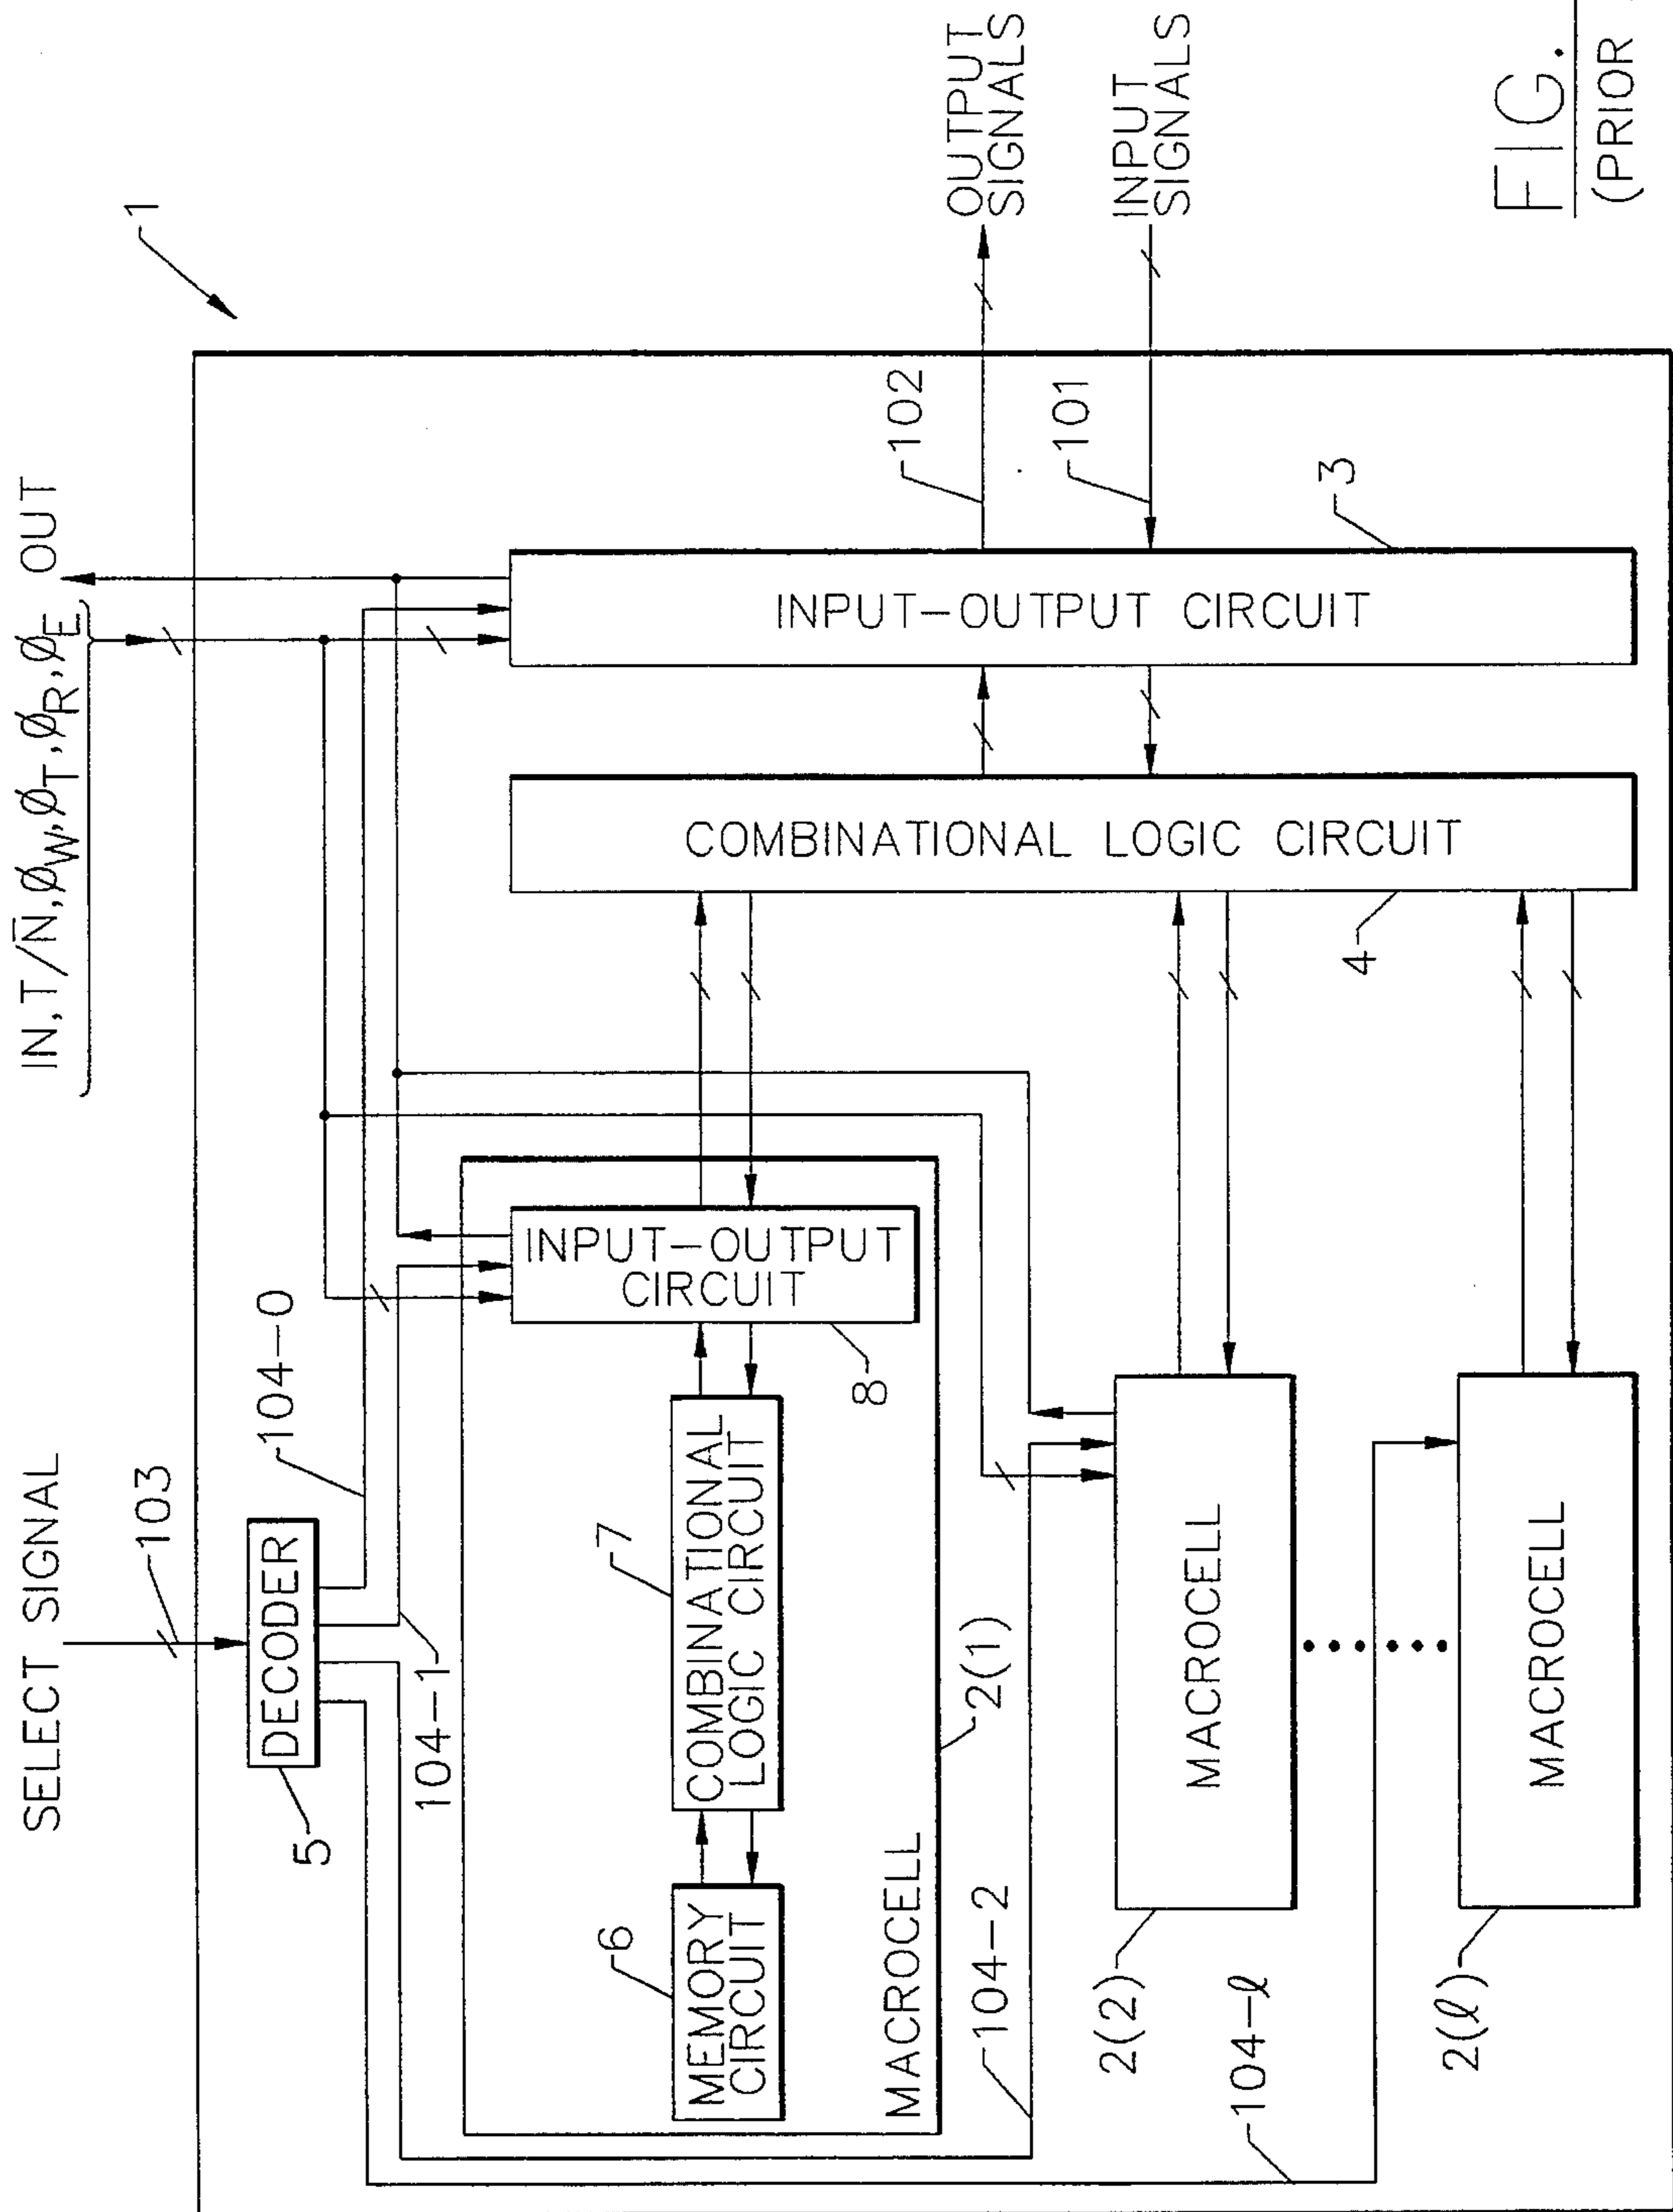 SELECT SIGNAL
IN,T/N̄,ØW,ØT,ØR,ØE OUT
103
1
DECODER
5
104-0
104-1
6
7
MEMORY
CIRCUIT
COMBINATIONAL
LOGIC CIRCUIT
INPUT-OUTPUT
CIRCUIT
8
MACROCELL
2(1)
104-2
COMBINATIONAL LOGIC CIRCUIT
4
INPUT-OUTPUT CIRCUIT
3
102
OUTPUT
SIGNALS
101
INPUT
SIGNALS
MACROCELL
2(2)
104-ℓ
MACROCELL
2(ℓ)
FIG.
(PRIOR